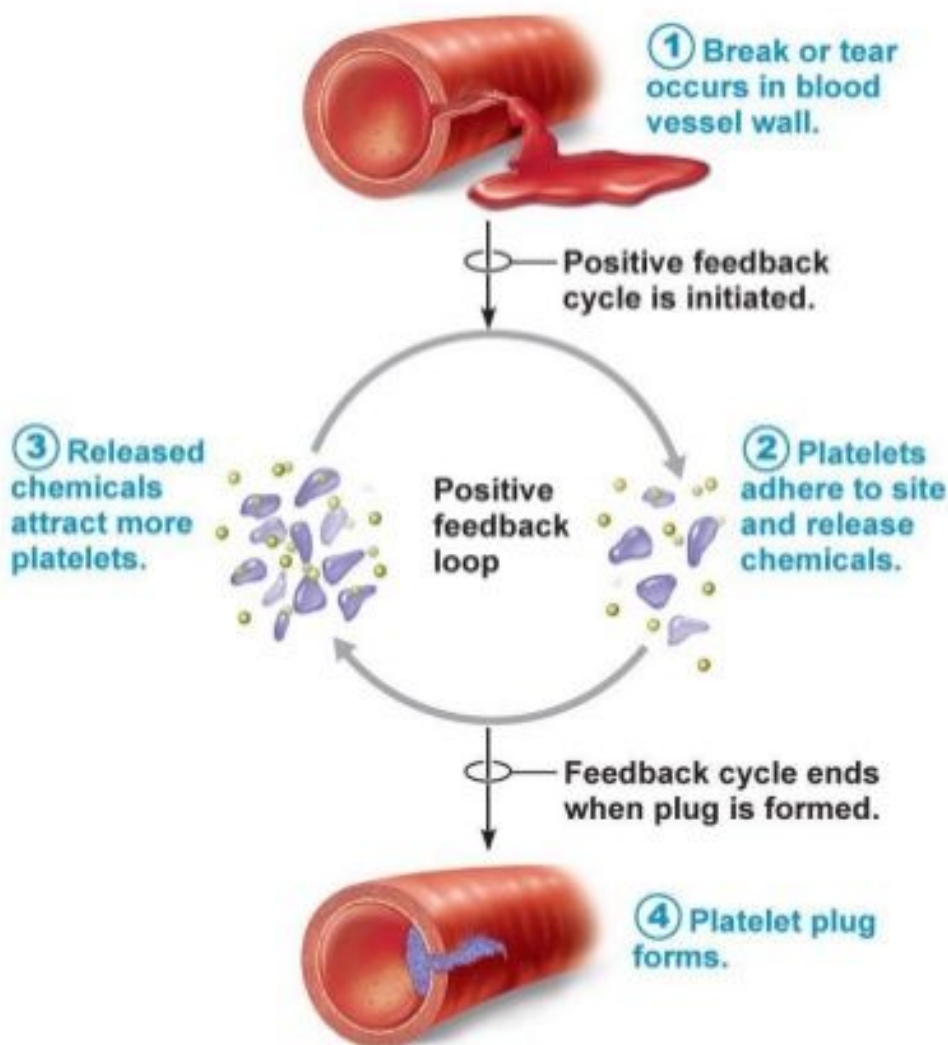 ① Break or tear
occurs in blood
vessel wall.
Positive feedback
cycle is initiated.
③ Released
chemicals
attract more
platelets.
Positive
feedback
loop
② Platelets
adhere to site
and release
chemicals.
Feedback cycle ends
when plug is formed.
④ Platelet plug
forms.